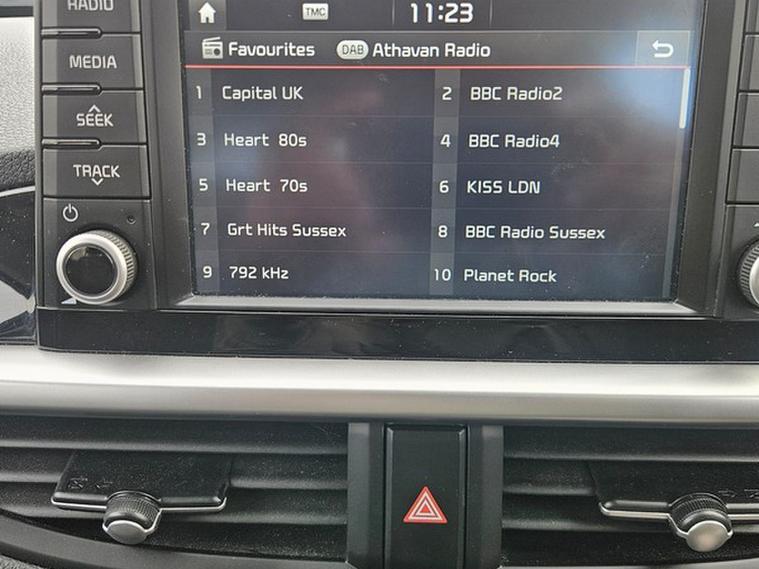 RADIO
MEDIA
SEEK
TRACK
TMC 11:23
Favourites DAB Athavan Radio
1 Capital UK 2 BBC Radio2
3 Heart 80s 4 BBC Radio4
5 Heart 70s 6 KISS LDN
7 Grt Hits Sussex 8 BBC Radio Sussex
9 792 kHz 10 Planet Rock